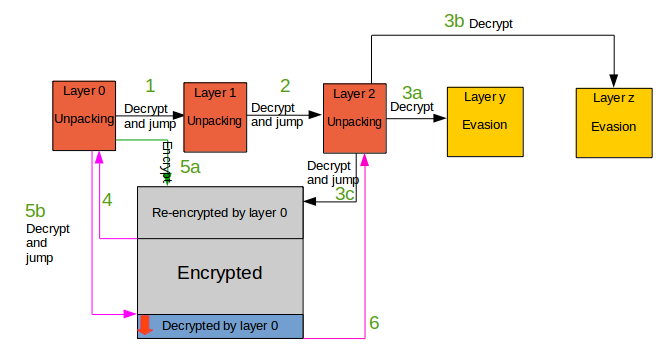 3b Decrypt
Layer 0
Unpacking
1
Decrypt
and jump
Layer 1
Unpacking
2
Decrypt
and jump
Layer 2
Unpacking
3a
Decrypt
Layer y
Evasion
Layer z
Evasion
Encrypt
5a
Decrypt
and jump
3c
4
5b
Decrypt
and
jump
Re-encrypted by layer 0
Encrypted
Decrypted by layer 0
6